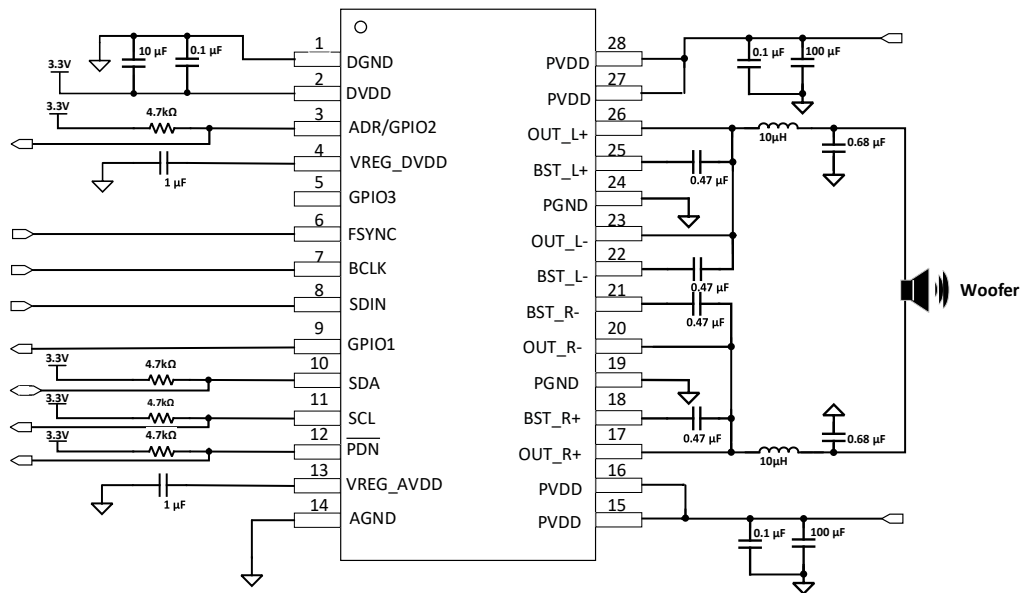 1
DGND
2
DVDD
3
ADR/GPIO2
4
VREG_DVDD
5
GPIO3
6
FSYNC
7
BCLK
8
SDIN
9
GPIO1
10
SDA
11
SCL
12
PDN
13
VREG_AVDD
14
AGND
28
PVDD
27
PVDD
26
OUT_L+
25
BST_L+
24
PGND
23
OUT_L-
22
BST_L-
21
BST_R-
20
OUT_R-
19
PGND
18
BST_R+
17
OUT_R+
16
PVDD
15
PVDD
10 µF
0.1 µF
3.3V
3.3V
4.7kΩ
1 µF
3.3V
4.7kΩ
3.3V
4.7kΩ
3.3V
4.7kΩ
1 µF
0.1 µF
100 µF
10µH
0.68 µF
0.47 µF
0.47 µF
0.47 µF
0.47 µF
Woofer
0.68 µF
10µH
0.1 µF
100 µF